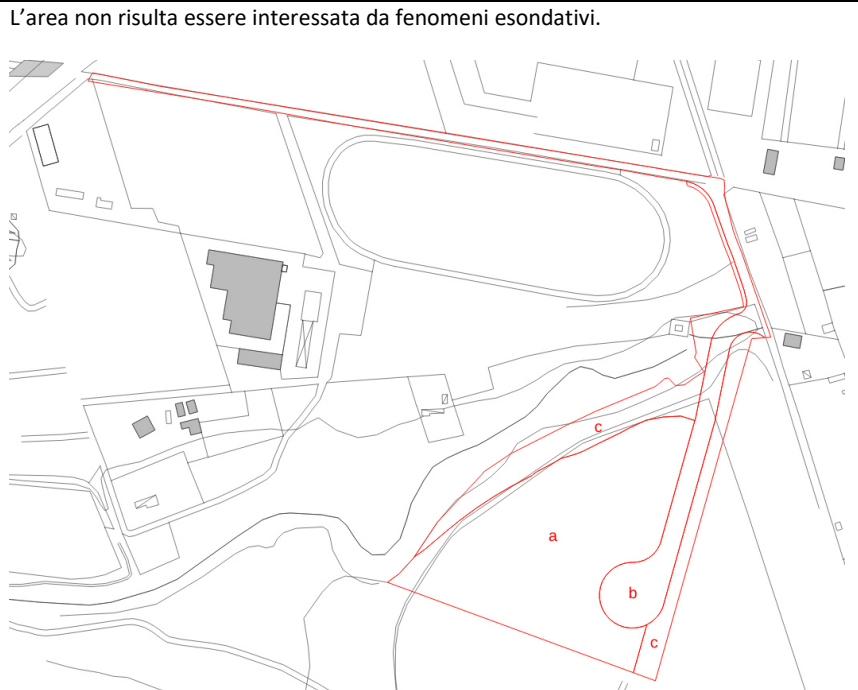 L’area non risulta essere interessata da fenomeni esondativi.
c
a
b
c